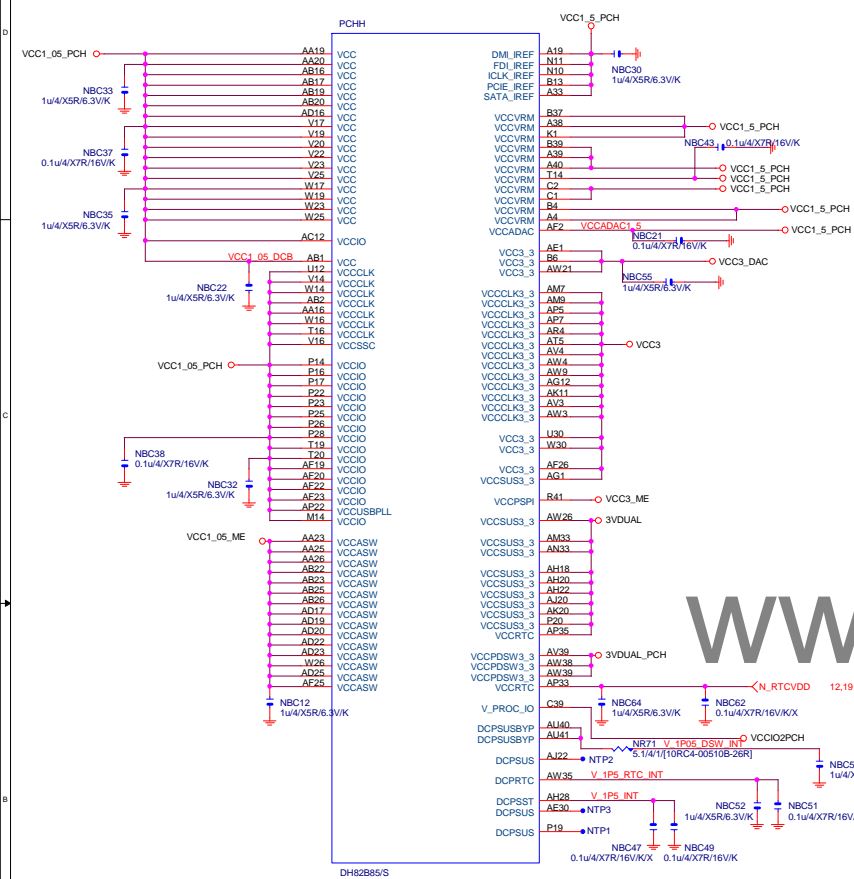 D
PCHH
VCC1_5_PCH
VCC1_05_PCH
AA19 VCC
AA20 VCC
AB16 VCC
AB17 VCC
AB19 VCC
AB20 VCC
AD16 VCC
V17 VCC
V19 VCC
V20 VCC
V22 VCC
V23 VCC
V25 VCC
W17 VCC
W19 VCC
W23 VCC
W25 VCC
AC12 VCCIO
NBC33
1u/4/X5R/6.3V/K
NBC37
0.1u/4/X7R/16V/K
NBC35
1u/4/X5R/6.3V/K
VCC1_05_DCB
AB1 VCC
U12 VCCCLK
V14 VCCCLK
W14 VCCCLK
AB2 VCCCLK
AA16 VCCCLK
W16 VCCCLK
T16 VCCCLK
V16 VCCSSC
NBC22
1u/4/X5R/6.3V/K
VCC1_05_PCH
P14 VCCIO
P16 VCCIO
P17 VCCIO
P22 VCCIO
P23 VCCIO
P25 VCCIO
P26 VCCIO
P28 VCCIO
T19 VCCIO
T20 VCCIO
AF19 VCCIO
AF20 VCCIO
AF22 VCCIO
AF23 VCCIO
AP22 VCCUSBPLL
M14 VCCIO
C
NBC38
0.1u/4/X7R/16V/K
NBC32
1u/4/X5R/6.3V/K
VCC1_05_ME
AA23 VCCASW
AA25 VCCASW
AA26 VCCASW
AB22 VCCASW
AB23 VCCASW
AB25 VCCASW
AB26 VCCASW
AD17 VCCASW
AD19 VCCASW
AD20 VCCASW
AD22 VCCASW
AD23 VCCASW
W26 VCCASW
AD25 VCCASW
AF25 VCCASW
NBC12
1u/4/X5R/6.3V/K
B
DMI_IREF A19
FDI_IREF N11
ICLK_IREF N10
PCIE_IREF B13
SATA_IREF A33
NBC30
1u/4/X5R/6.3V/K
VCCVRM B37
VCCVRM A38
VCCVRM K1
VCCVRM B39
VCCVRM A39
VCCVRM A40
VCCVRM T14
VCCVRM C2
VCCVRM C1
VCCVRM B4
VCCVRM A4
VCCADAC AF2
VCC1_5_PCH
NBC43 0.1u/4/X7R/16V/K
VCC1_5_PCH
VCC1_5_PCH
VCC1_5_PCH
VCC1_5_PCH
VCCADAC1_5
VCC1_5_PCH
NBC21
0.1u/4/X7R/16V/K
VCC3_3 AE1
VCC3_3 B6
VCC3_3 AW21
VCC3_DAC
NBC55
1u/4/X5R/6.3V/K
VCCCLK3_3 AM7
VCCCLK3_3 AM9
VCCCLK3_3 AP5
VCCCLK3_3 AP7
VCCCLK3_3 AR4
VCCCLK3_3 AT5
VCCCLK3_3 AV4
VCCCLK3_3 AW4
VCCCLK3_3 AW9
VCCCLK3_3 AG12
VCCCLK3_3 AK11
VCCCLK3_3 AV3
VCCCLK3_3 AW3
VCC3
VCC3_3 U30
VCC3_3 W30
VCC3_3 AF26
VCCSUS3_3 AG1
VCCPSPI R41
VCC3_ME
VCCSUS3_3 AW26
3VDUAL
VCCSUS3_3 AM33
VCCSUS3_3 AN33
VCCSUS3_3 AH18
VCCSUS3_3 AH20
VCCSUS3_3 AH22
VCCSUS3_3 AJ20
VCCSUS3_3 AK20
VCCSUS3_3 P20
VCCRTC AP35
VCCPDSW3_3 AV39
VCCPDSW3_3 AW38
VCCPDSW3_3 AW39
3VDUAL_PCH
VCCRTC AP33
N_RTCVDD 12,19
NBC64
1u/4/X5R/6.3V/K
NBC62
0.1u/4/X7R/16V/K/X
V_PROC_IO C39
VCCIO2PCH
DCPSUSBYP AU40
DCPSUSBYP AU41
NR71 V_1P05_DSW_INT
5.1/4/1/[10RC4-00510B-26R]
DCPSUS AJ22 NTP2
DCPRTC AW35 V_1P5_RTC_INT
DCPSST AH28 V_1P5_INT
DCPSUS AE30 NTP3
DCPSUS P19 NTP1
NBC52
1u/4/X5R/6.3V/K
NBC51
0.1u/4/X7R/16V/
NBC5
1u/4/X
NBC47
0.1u/4/X7R/16V/K/X
NBC49
0.1u/4/X7R/16V/K
DH82B85/S